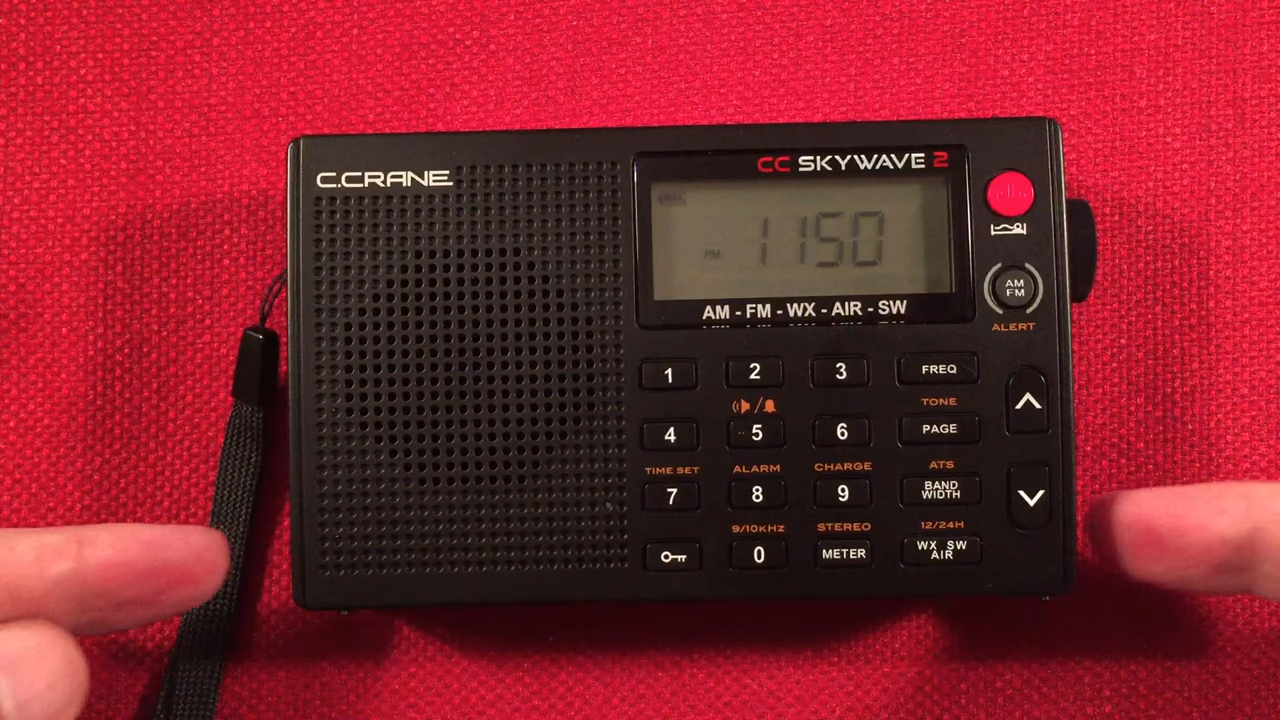 C.CRANE
CC SKYWAVE 2
PM 1150
AM - FM - WX - AIR - SW
AM
FM
ALERT
1 2 3 FREQ
TONE
4 5 6 PAGE
TIME SET ALARM CHARGE ATS
7 8 9 BAND
WIDTH
9/10KHZ STEREO 12/24H
0 METER WX SW
AIR